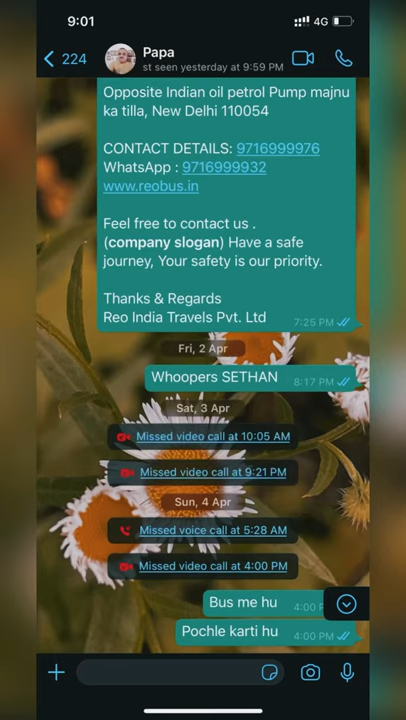 9:01
4G
224
Papa
st seen yesterday at 9:59 PM
Opposite Indian oil petrol Pump majnu
ka tilla, New Delhi 110054
CONTACT DETAILS: 9716999976
WhatsApp : 9716999932
www.reobus.in
Feel free to contact us .
(company slogan) Have a safe
journey, Your safety is our priority.
Thanks & Regards
Reo India Travels Pvt. Ltd
7:25 PM
Fri, 2 Apr
Whoopers SETHAN
8:17 PM
Sat, 3 Apr
Missed video call at 10:05 AM
Missed video call at 9:21 PM
Sun, 4 Apr
Missed voice call at 5:28 AM
Missed video call at 4:00 PM
Bus me hu
4:00 P
Pochle karti hu
4:00 PM